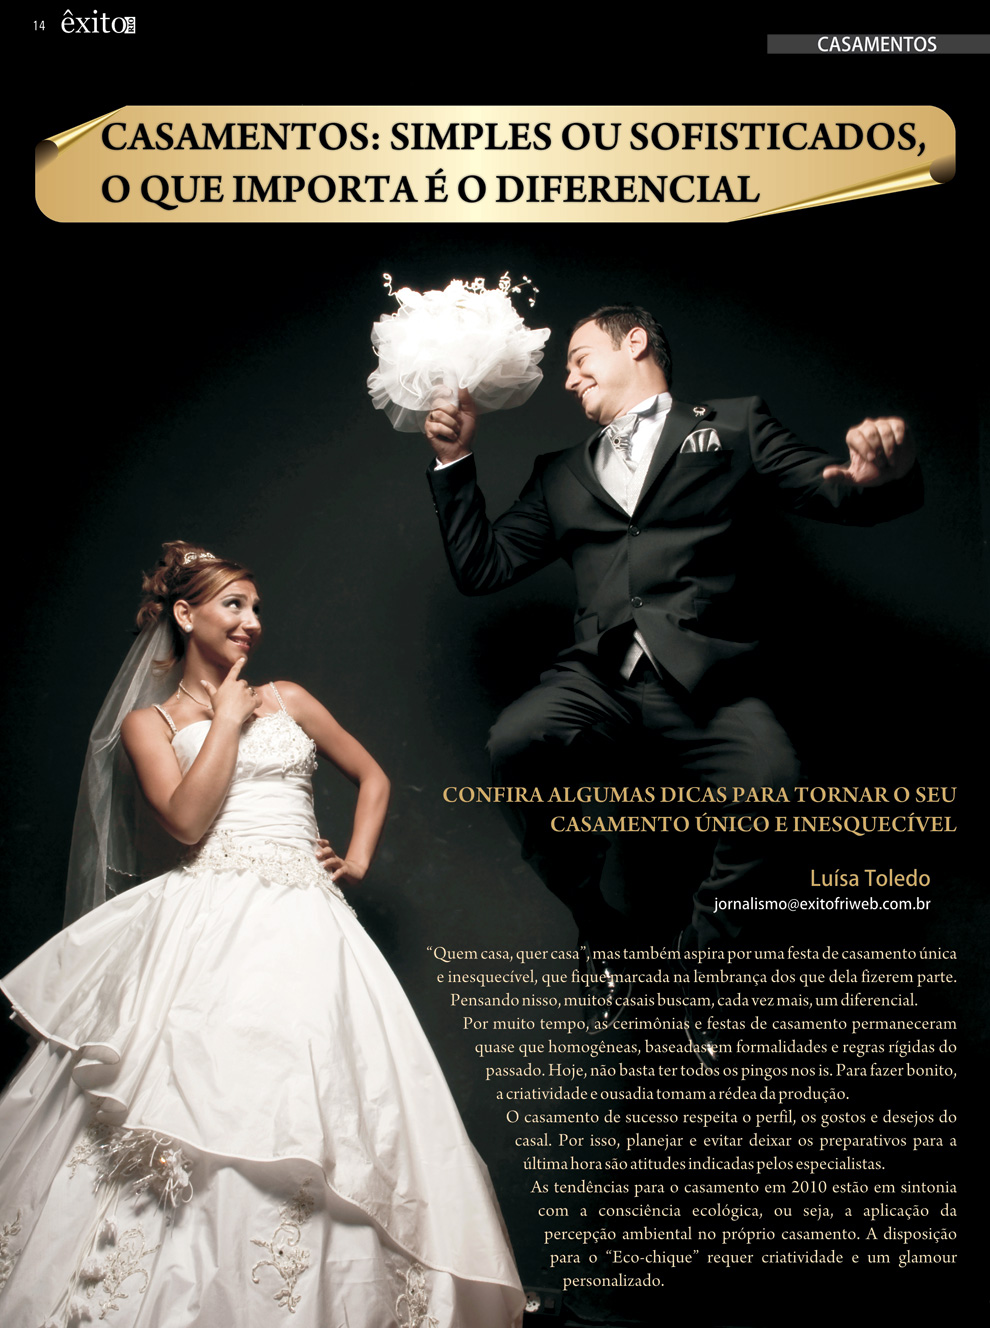 14 êxito RIO
CASAMENTOS
CASAMENTOS: SIMPLES OU SOFISTICADOS,
O QUE IMPORTA É O DIFERENCIAL
CONFIRA ALGUMAS DICAS PARA TORNAR O SEU
CASAMENTO ÚNICO E INESQUECÍVEL
Luísa Toledo
jornalismo@exitofriweb.com.br
“Quem casa, quer casa”, mas também aspira por uma festa de casamento única
e inesquecível, que fique marcada na lembrança dos que dela fizerem parte.
Pensando nisso, muitos casais buscam, cada vez mais, um diferencial.
Por muito tempo, as cerimônias e festas de casamento permaneceram
quase que homogêneas, baseadas em formalidades e regras rígidas do
passado. Hoje, não basta ter todos os pingos nos is. Para fazer bonito,
a criatividade e ousadia tomam a rédea da produção.
O casamento de sucesso respeita o perfil, os gostos e desejos do
casal. Por isso, planejar e evitar deixar os preparativos para a
última hora são atitudes indicadas pelos especialistas.
As tendências para o casamento em 2010 estão em sintonia
com a consciência ecológica, ou seja, a aplicação da
percepção ambiental no próprio casamento. A disposição
para o “Eco-chique” requer criatividade e um glamour
personalizado.